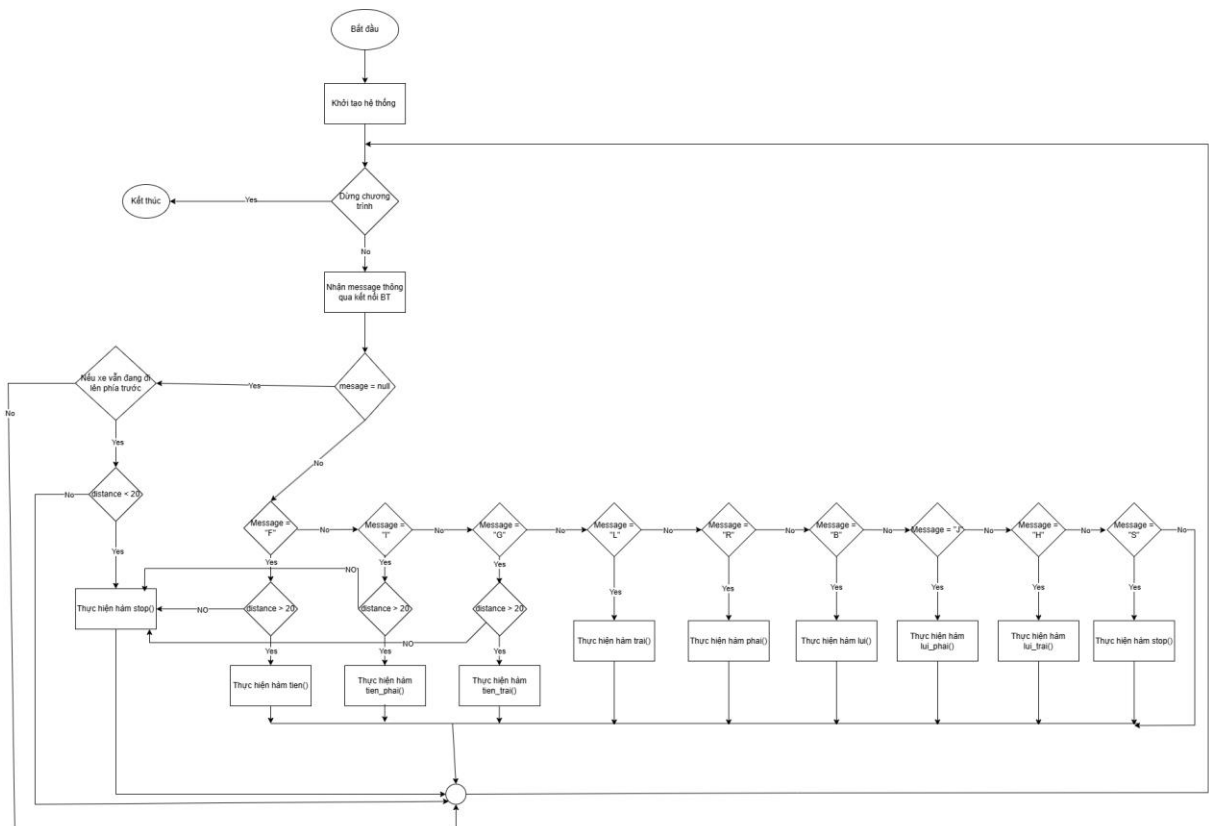 Bắt đầu
Khởi tạo hệ thống
Dừng chương
trình
Yes
Kết thúc
No
Nhận message thông
qua kết nối BT
mesage = null
Yes
Nếu xe vẫn đang đi
lên phía trước
No
Yes
No
distance < 20
No
Yes
Message =
"F"
No
Message =
"I"
No
Message =
"G"
No
Message =
"L"
No
Message =
"R"
No
Message =
"B"
No
Message = "J"
No
Message =
"H"
No
Message =
"S"
No
Yes
Yes
Yes
Yes
Yes
Yes
Yes
Yes
Yes
NO
Thực hiện hàm stop()
NO
distance > 20
distance > 20
distance > 20
NO
Yes
Yes
Yes
Thực hiện hàm trai()
Thực hiện hàm phai()
Thực hiện hàm lui()
Thực hiện hàm
lui_phai()
Thực hiện hàm
lui_trai()
Thực hiện hàm stop()
Thực hiện hàm tien()
Thực hiện hàm
tien_phai()
Thực hiện hàm
tien_trai()